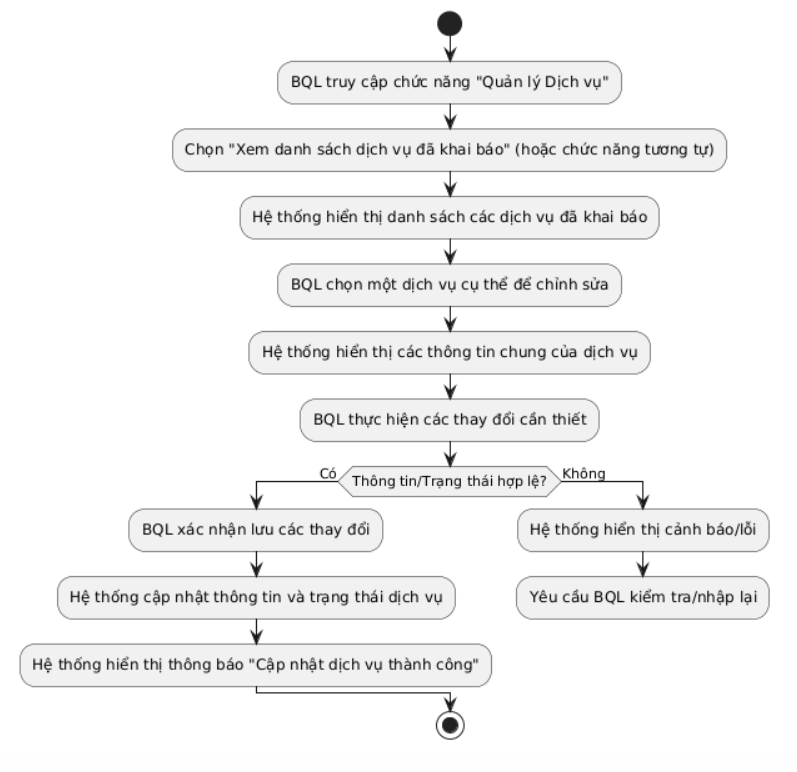 BQL truy cập chức năng "Quản lý Dịch vụ"
Chọn "Xem danh sách dịch vụ đã khai báo" (hoặc chức năng tương tự)
Hệ thống hiển thị danh sách các dịch vụ đã khai báo
BQL chọn một dịch vụ cụ thể để chỉnh sửa
Hệ thống hiển thị các thông tin chung của dịch vụ
BQL thực hiện các thay đổi cần thiết
Có
Thông tin/Trạng thái hợp lệ?
Không
BQL xác nhận lưu các thay đổi
Hệ thống cập nhật thông tin và trạng thái dịch vụ
Hệ thống hiển thị thông báo "Cập nhật dịch vụ thành công"
Hệ thống hiển thị cảnh báo/lỗi
Yêu cầu BQL kiểm tra/nhập lại